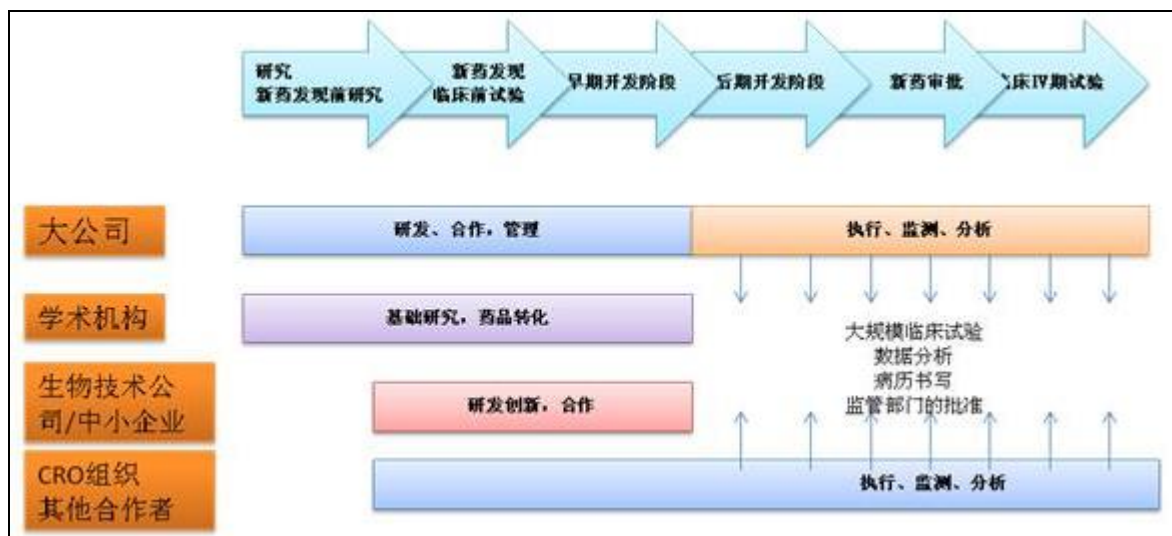 研究
新药发现前研究
新药发现
临床前试验
早期开发阶段
后期开发阶段
新药审批
床IV期试验
大公司
研发、合作，管理
执行、监测、分析
学术机构
基础研究，药品转化
大规模临床试验
数据分析
病历书写
监管部门的批准
生物技术公
司/中小企业
研发创新，合作
CRO组织
其他合作者
执行、监测、分析